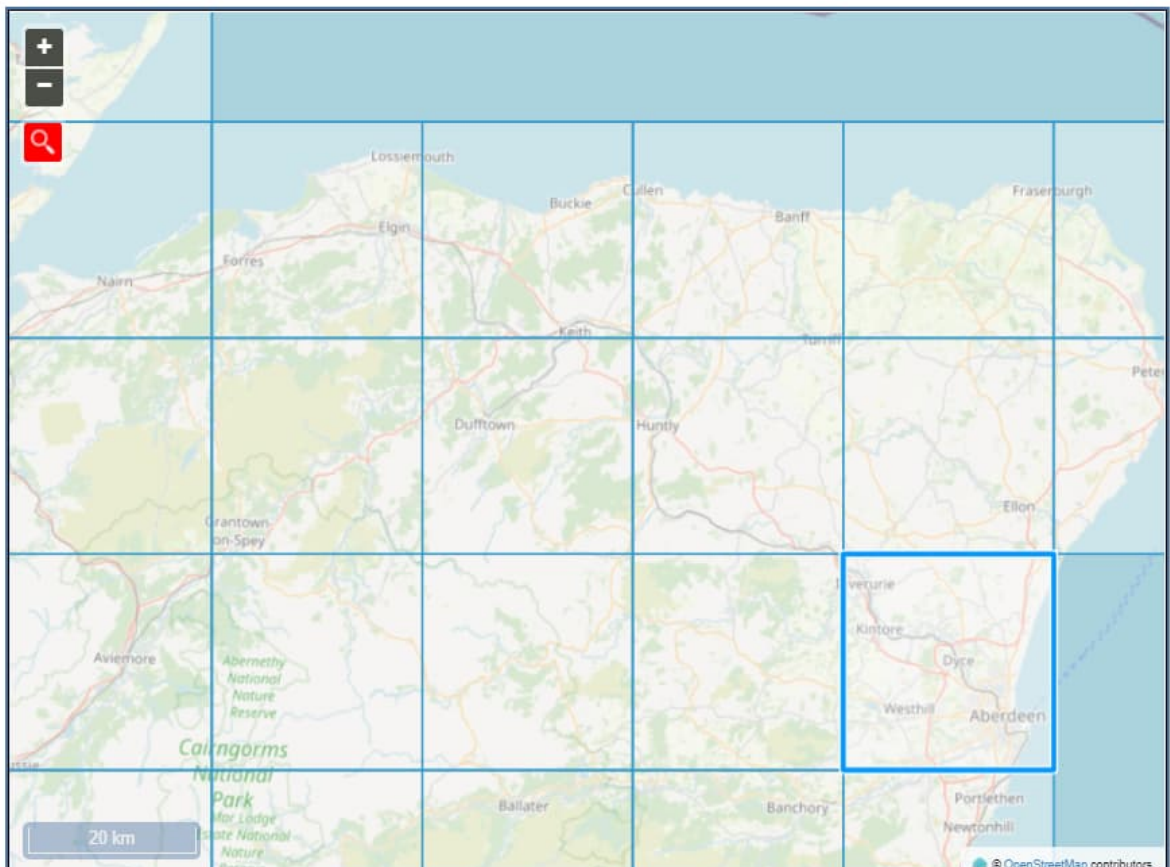 +
−
Lossiemouth
Cullen
Fraserburgh
Buckie
Banff
Elgin
Forres
Nairn
Keith
Turriff
Dufftown
Huntly
Ellon
Grantown
-on-Spey
Inverurie
Kintore
Aviemore
Abernethy
National
Nature
Reserve
Dyce
Westhill
Aberdeen
Cairngorms
National
Park
Mar Lodge
Estate National
Nature
Ballater
Banchory
Portlethen
Newtonhill
20 km
© OpenStreetMap contributors